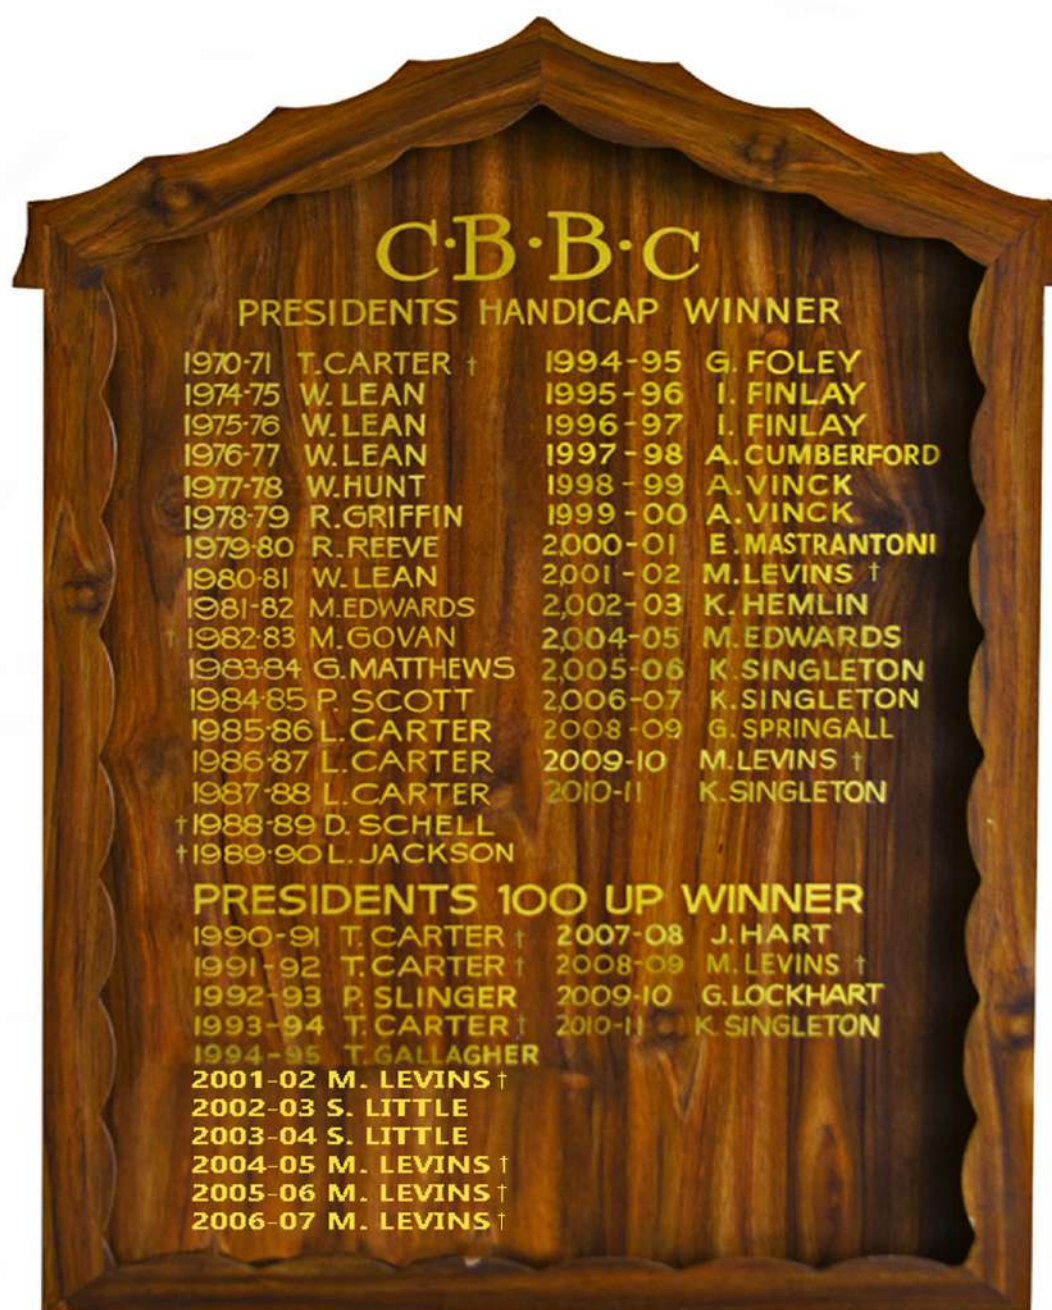 C·B·B·C
PRESIDENTS HANDICAP WINNER
1970-71 T. CARTER †
1974-75 W. LEAN
1975-76 W. LEAN
1976-77 W. LEAN
1977-78 W. HUNT
1978-79 R. GRIFFIN
1979-80 R. REEVE
1980-81 W. LEAN
1981-82 M. EDWARDS
† 1982-83 M. GOVAN
1983-84 G. MATTHEWS
1984-85 P. SCOTT
1985-86 L. CARTER
1986-87 L. CARTER
1987-88 L. CARTER
† 1988-89 D. SCHELL
† 1989-90 L. JACKSON
1994-95 G. FOLEY
1995-96 I. FINLAY
1996-97 I. FINLAY
1997-98 A. CUMBERFORD
1998-99 A. VINCK
1999-00 A. VINCK
2,000-01 E. MASTRANTONI
2,001-02 M. LEVINS †
2,002-03 K. HEMLIN
2,004-05 M. EDWARDS
2,005-06 K. SINGLETON
2,006-07 K. SINGLETON
2008-09 G. SPRINGALL
2009-10 M. LEVINS †
2010-11 K. SINGLETON
PRESIDENTS 100 UP WINNER
1990-91 T. CARTER †
1991-92 T. CARTER †
1992-93 P. SLINGER
1993-94 T. CARTER †
1994-95 T. GALLAGHER
2001-02 M. LEVINS †
2002-03 S. LITTLE
2003-04 S. LITTLE
2004-05 M. LEVINS †
2005-06 M. LEVINS †
2006-07 M. LEVINS †
2007-08 J. HART
2008-09 M. LEVINS †
2009-10 G. LOCKHART
2010-11 K. SINGLETON